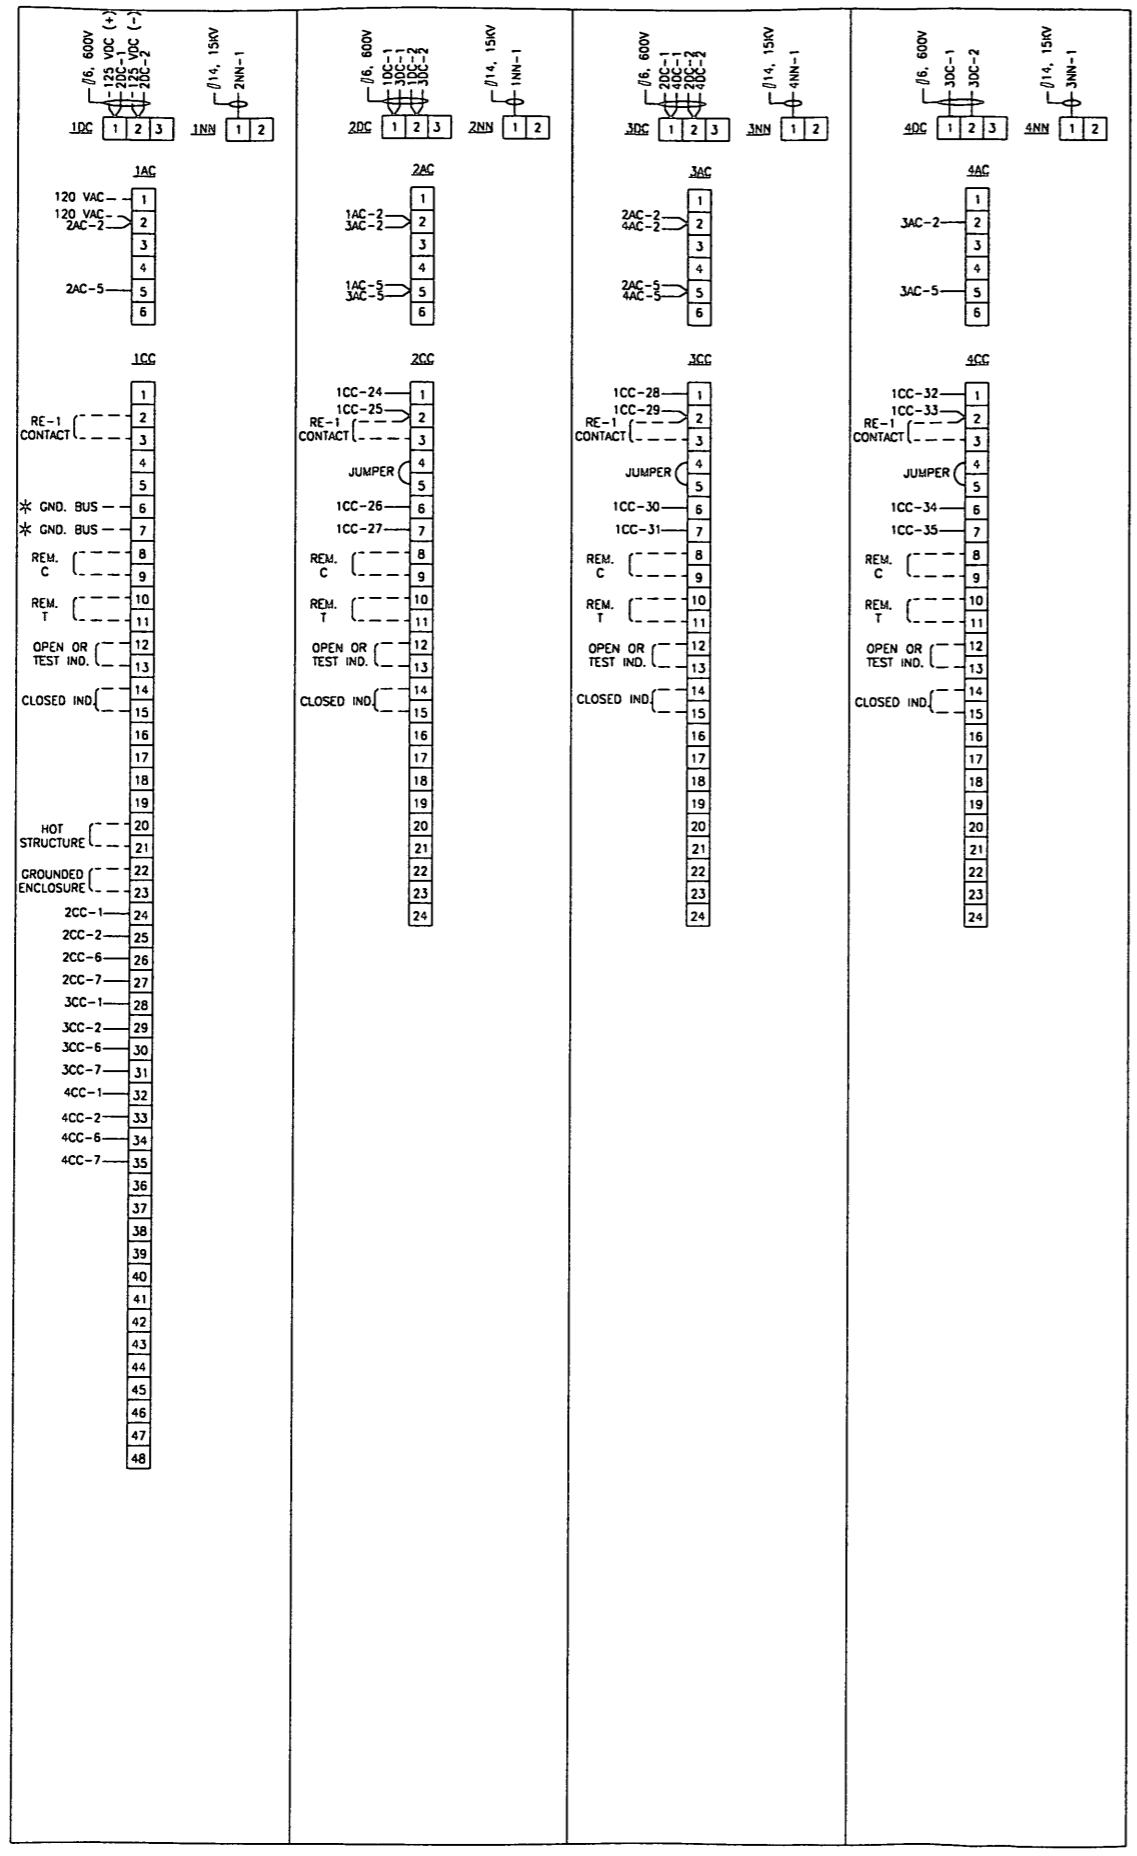 #6, 600V
125 VDC (+)
2DC-1
125 VDC (-)
2DC-2
1DC 1 2 3
#14, 15KV
2NN-1
1NN 1 2
1AC
120 VAC 1
120 VAC
2AC-2 2
3
4
2AC-5 5
6
1CC
1
RE-1
CONTACT
2
3
4
5
* GND. BUS 6
* GND. BUS 7
REM.
C
8
9
REM.
T
10
11
OPEN OR
TEST IND.
12
13
CLOSED IND.
14
15
16
17
18
19
HOT
STRUCTURE
20
21
GROUNDED
ENCLOSURE
22
23
2CC-1 24
2CC-2 25
2CC-6 26
2CC-7 27
3CC-1 28
3CC-2 29
3CC-6 30
3CC-7 31
4CC-1 32
4CC-2 33
4CC-6 34
4CC-7 35
36
37
38
39
40
41
42
43
44
45
46
47
48
#6, 600V
1DC-1
3DC-1
1DC-2
3DC-2
2DC 1 2 3
#14, 15KV
1NN-1
2NN 1 2
2AC
1
1AC-2
3AC-2 2
3
4
1AC-5
3AC-5 5
6
2CC
1CC-24 1
1CC-25 2
RE-1
CONTACT
3
JUMPER
4
5
1CC-26 6
1CC-27 7
REM.
C
8
9
REM.
T
10
11
OPEN OR
TEST IND.
12
13
CLOSED IND.
14
15
16
17
18
19
20
21
22
23
24
#6, 600V
2DC-1
4DC-1
2DC-2
4DC-2
3DC 1 2 3
#14, 15KV
4NN-1
3NN 1 2
3AC
1
2AC-2
4AC-2 2
3
4
2AC-5
4AC-5 5
6
3CC
1CC-28 1
1CC-29 2
RE-1
CONTACT
3
JUMPER
4
5
1CC-30 6
1CC-31 7
REM.
C
8
9
REM.
T
10
11
OPEN OR
TEST IND.
12
13
CLOSED IND.
14
15
16
17
18
19
20
21
22
23
24
#6, 600V
3DC-1
3DC-2
4DC 1 2 3
#14, 15KV
3NN-1
4NN 1 2
4AC
1
3AC-2 2
3
4
3AC-5 5
6
4CC
1CC-32 1
1CC-33 2
RE-1
CONTACT
3
JUMPER
4
5
1CC-34 6
1CC-35 7
REM.
C
8
9
REM.
T
10
11
OPEN OR
TEST IND.
12
13
CLOSED IND.
14
15
16
17
18
19
20
21
22
23
24